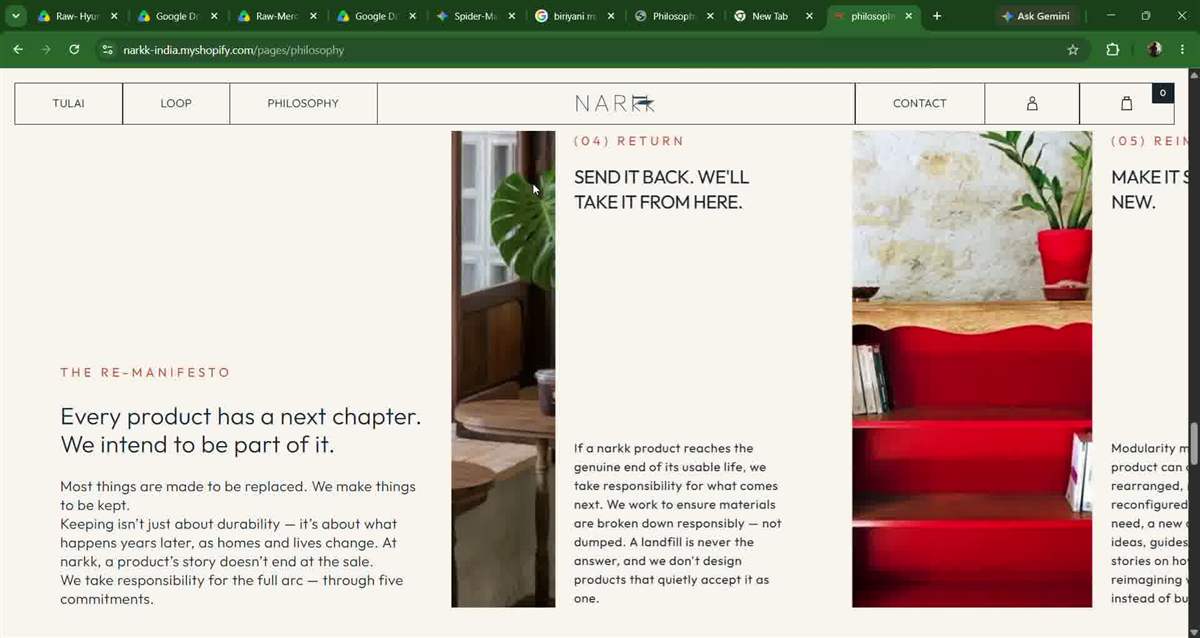 Raw- Hyu
Google Dr
Raw-Merc
Google Dr
Spider-Ma
biriyani m
Philosoph
New Tab
philosoph
Ask Gemini
narkk-india.myshopify.com/pages/philosophy
TULAI
LOOP
PHILOSOPHY
NARKK
CONTACT
0
THE RE-MANIFESTO
Every product has a next chapter.
We intend to be part of it.
Most things are made to be replaced. We make things
to be kept.
Keeping isn't just about durability — it's about what
happens years later, as homes and lives change. At
narkk, a product's story doesn't end at the sale.
We take responsibility for the full arc — through five
commitments.
(04) RETURN
SEND IT BACK. WE'LL
TAKE IT FROM HERE.
If a narkk product reaches the
genuine end of its usable life, we
take responsibility for what comes
next. We work to ensure materials
are broken down responsibly — not
dumped. A landfill is never the
answer, and we don't design
products that quietly accept it as
one.
(05) REIN
MAKE IT S
NEW.
Modularity m
product can
rearranged,
reconfigured
need, a new
ideas, guides
stories on ho
reimagining
instead of bu